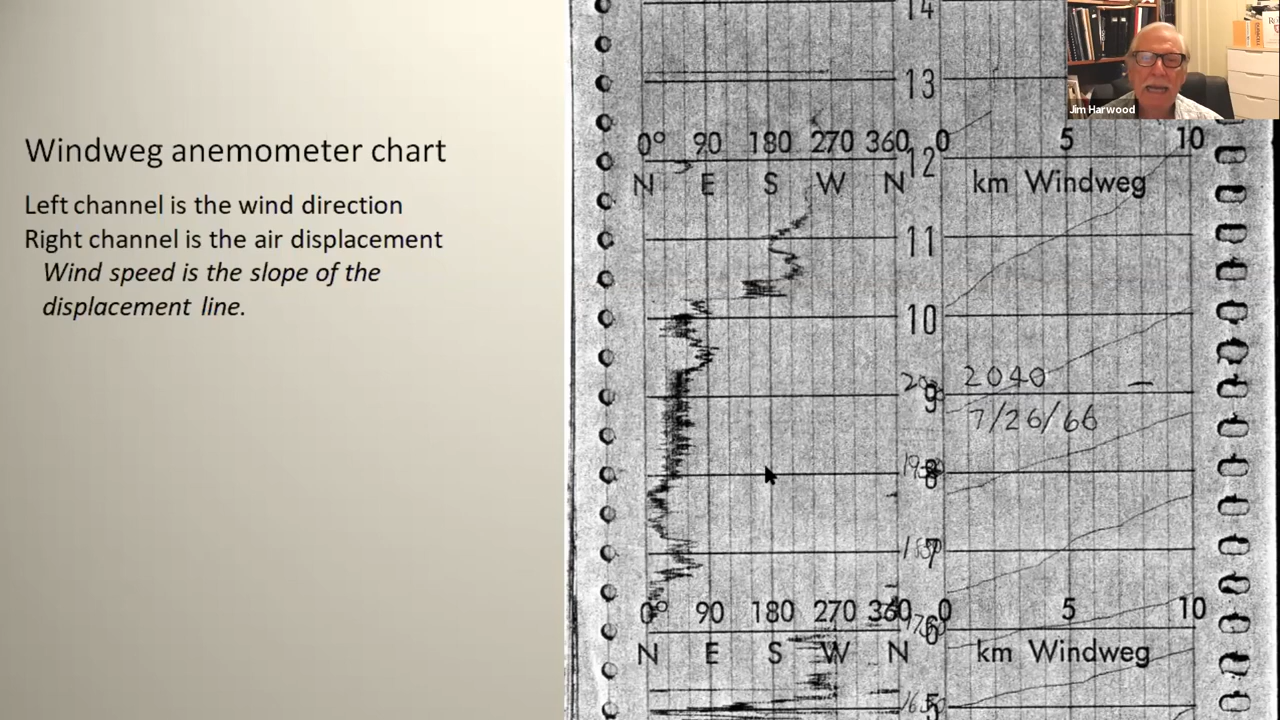 Windweg anemometer chart
Left channel is the wind direction
Right channel is the air displacement
Wind speed is the slope of the
displacement line.
14
Jim Harwood
13
0° 90 180 270 360 0 5 10
12
N E S W N km Windweg
11
10
2040
9
7/26/66
8
7
0° 90 180 270 360 0 5 10
6
N E S W N km Windweg
5